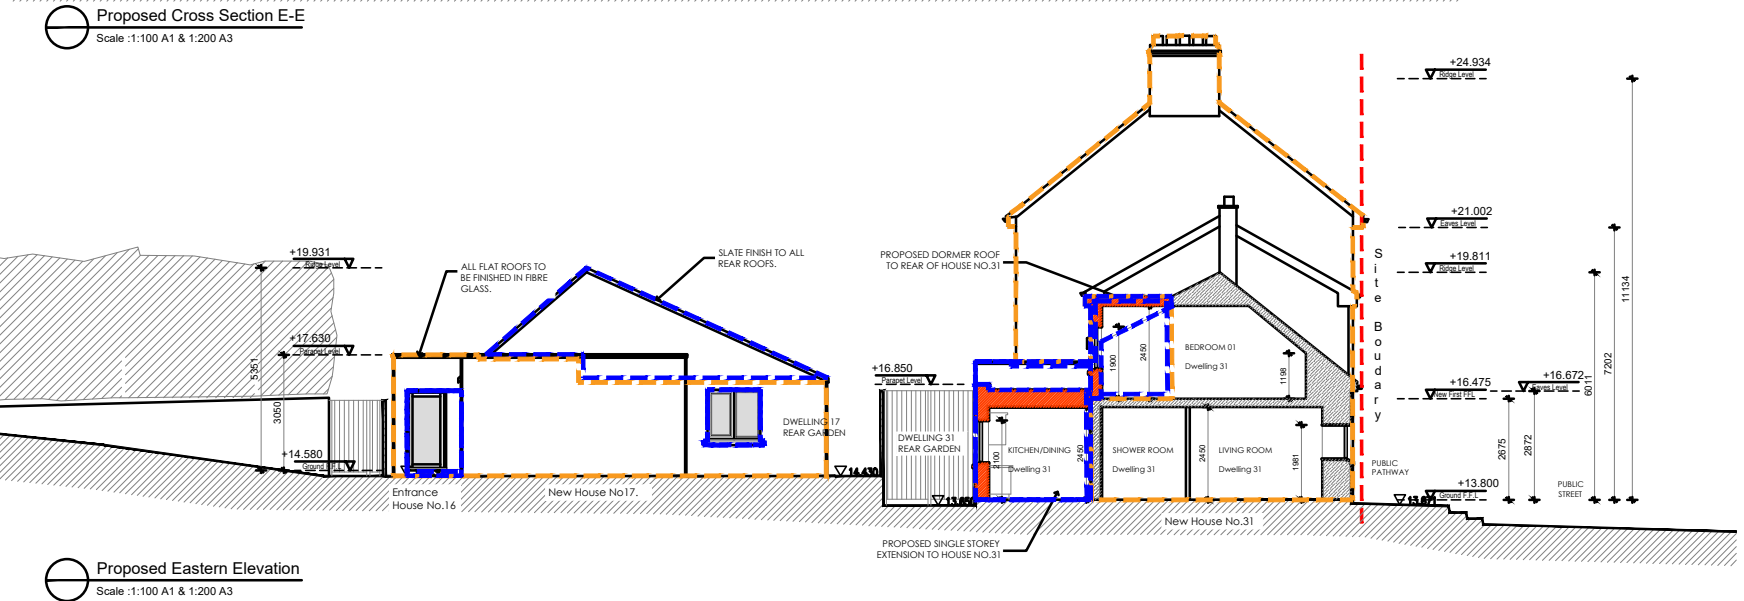 Proposed Cross Section E-E
Scale :1:100 A1 & 1:200 A3
+24.934
Ridge Level
+21.002
Eaves Level
+19.811
Ridge Level
11134
7202
6011
+19.931
Ridge Level
+17.630
Parapet Level
5351
3050
+14.580
Ground F.F.L
ALL FLAT ROOFS TO
BE FINISHED IN FIBRE
GLASS.
SLATE FINISH TO ALL
REAR ROOFS.
PROPOSED DORMER ROOF
TO REAR OF HOUSE NO.31
Site Boudary
+16.850
Parapet Level
BEDROOM 01
Dwelling 31
1900
2450
1198
+16.672
Eaves Level
+16.475
New First FFL
DWELLING 17
REAR GARDEN
DWELLING 31
REAR GARDEN
KITCHEN/DINING
Dwelling 31
2100
2450
SHOWER ROOM
Dwelling 31
2450
LIVING ROOM
Dwelling 31
1981
2675
2872
PUBLIC
PATHWAY
PUBLIC
STREET
+13.800
Ground F.F.L
14.430
Entrance
House No.16
New House No17.
New House No.31
PROPOSED SINGLE STOREY
EXTENSION TO HOUSE NO.31
Proposed Eastern Elevation
Scale :1:100 A1 & 1:200 A3